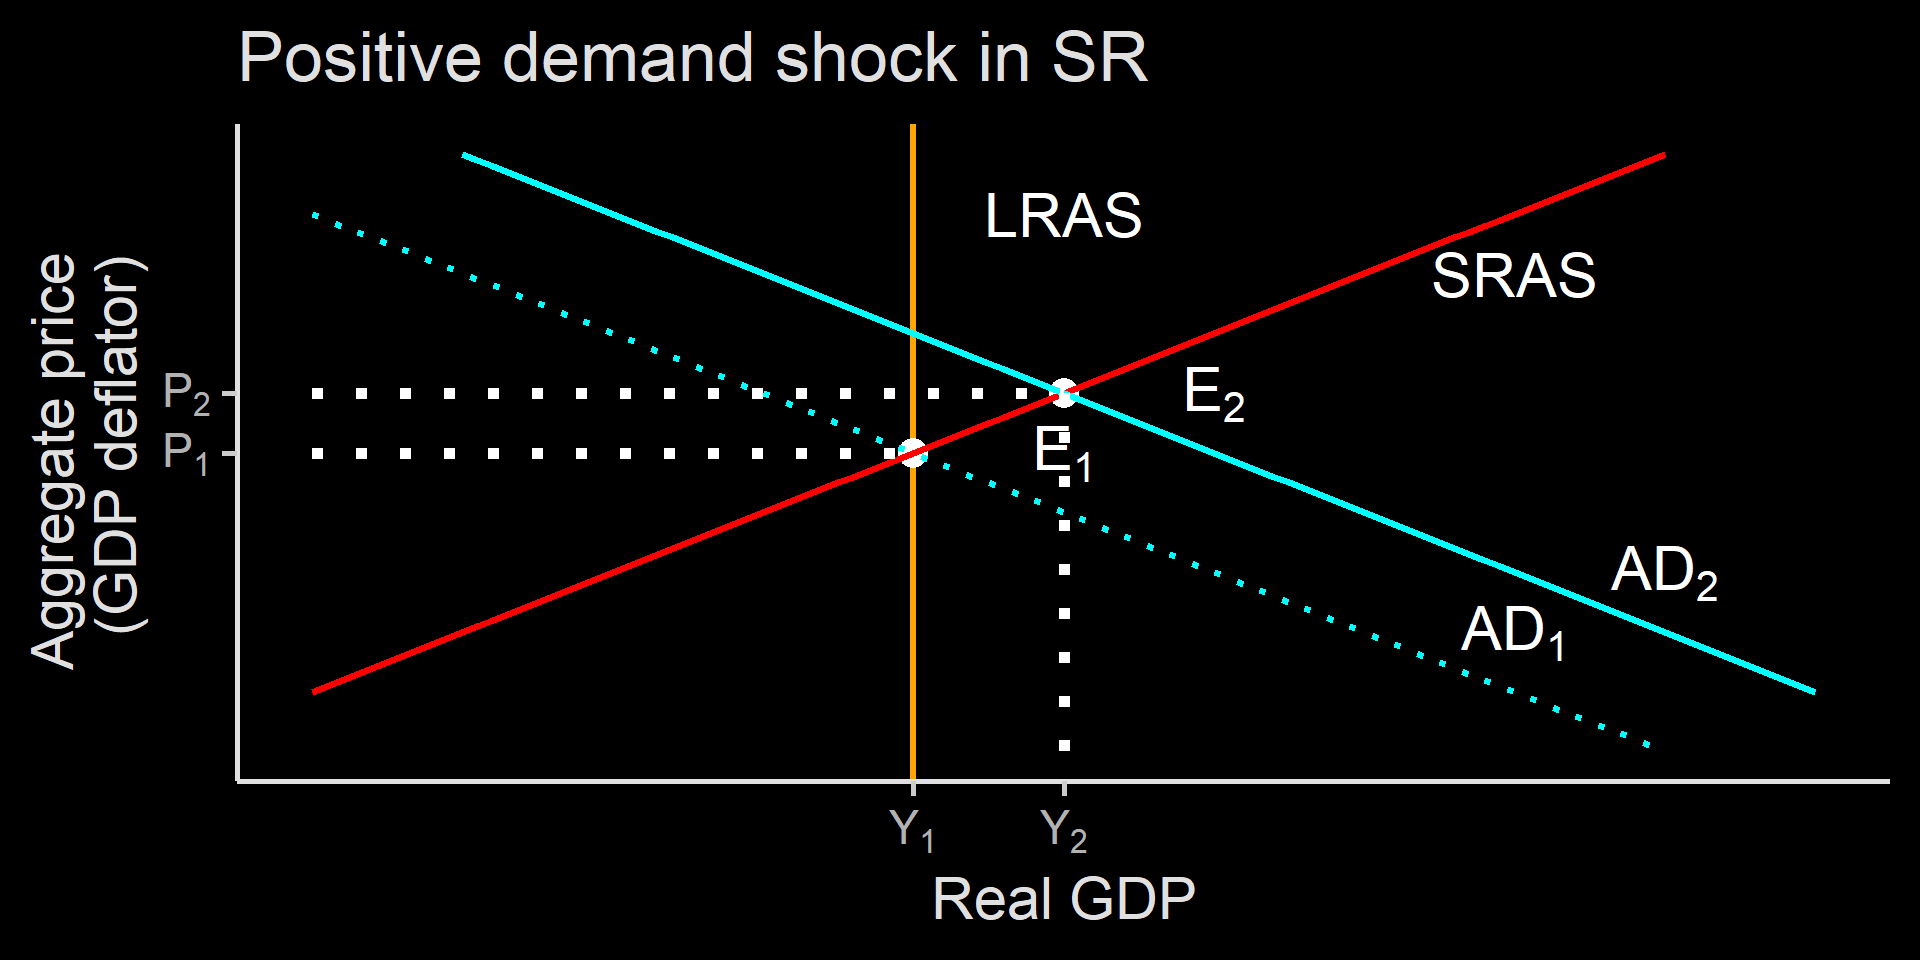 Positive demand shock in SR
Aggregate price
(GDP deflator)
LRAS
SRAS
P₂
E₂
P₁
E₁
AD₂
AD₁
Y₁
Y₂
Real GDP